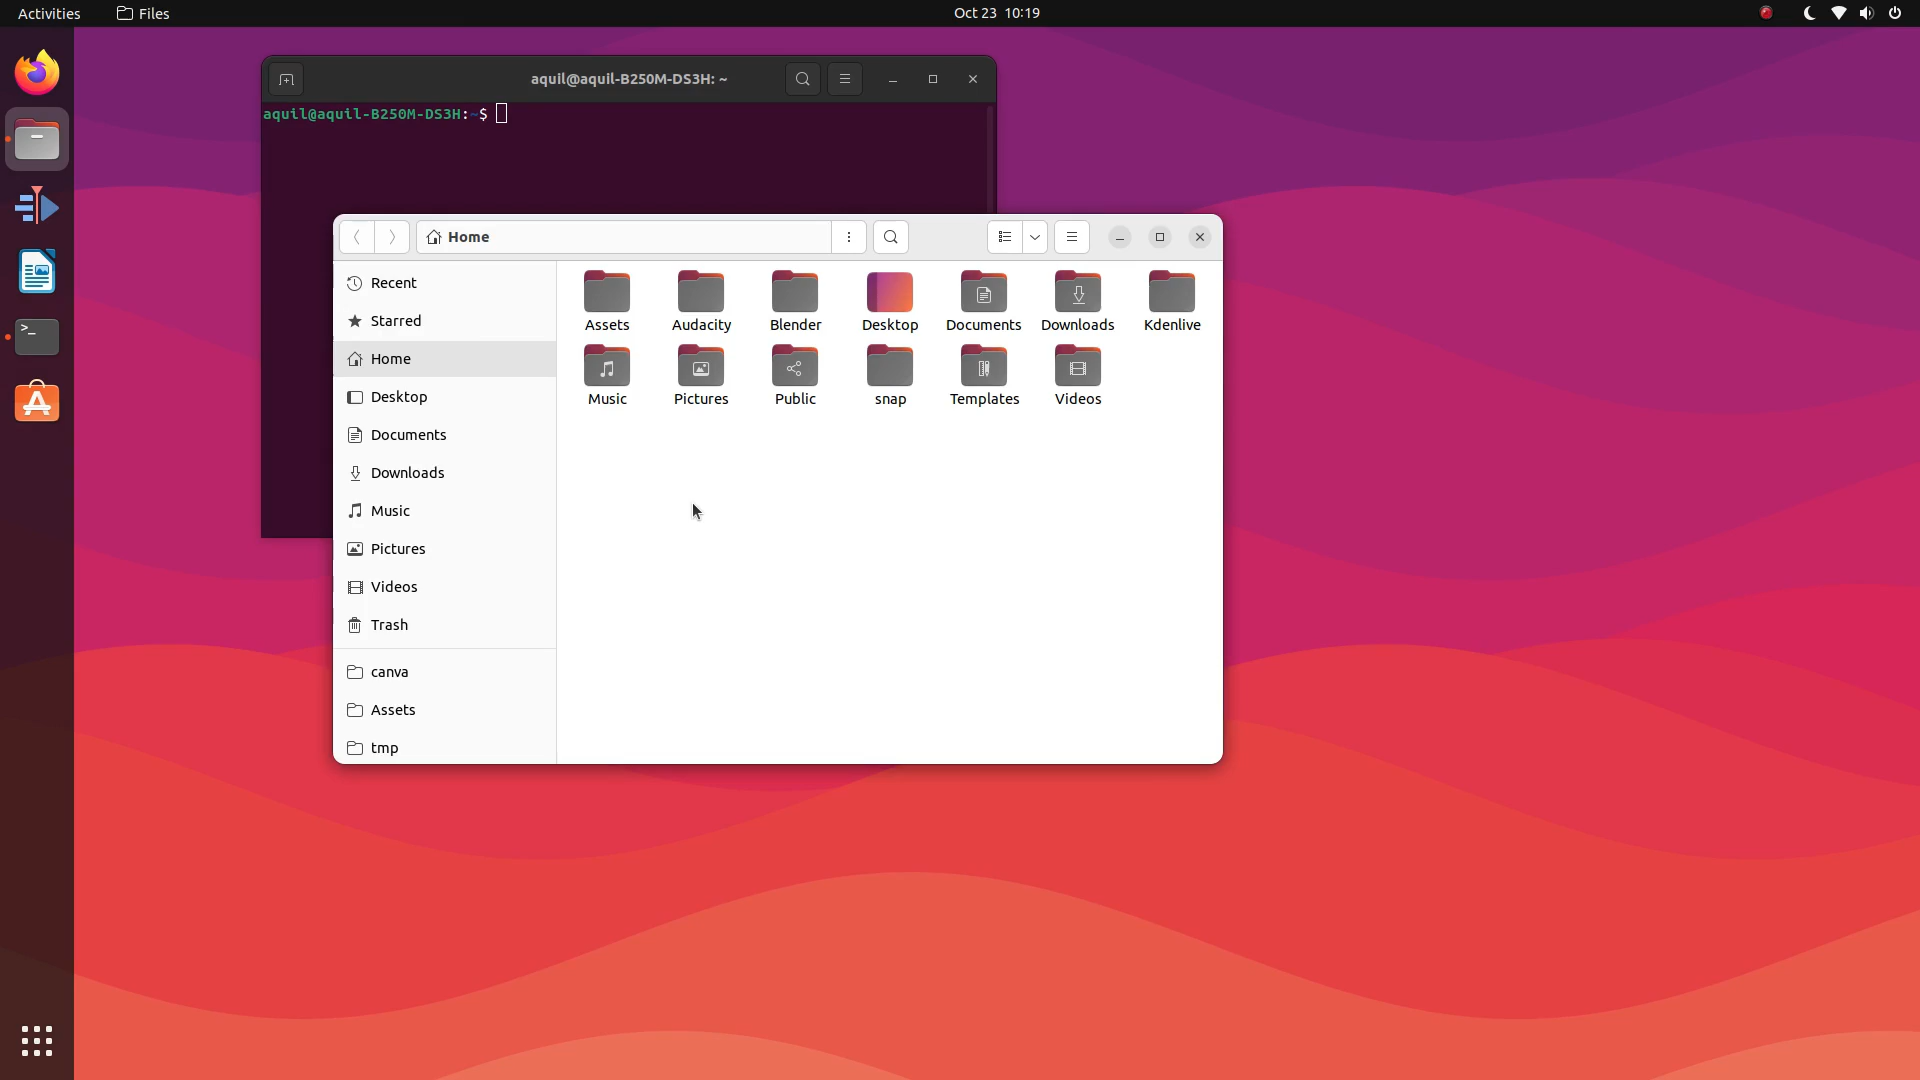 Activities
Files
Oct 23 10:19
aquil@aquil-B250M-DS3H: ~
aquil@aquil-B250M-DS3H:~$
Home
Recent
Starred
Home
Desktop
Documents
Downloads
Music
Pictures
Videos
Trash
canva
Assets
tmp
Assets
Audacity
Blender
Desktop
Documents
Downloads
Kdenlive
Music
Pictures
Public
snap
Templates
Videos